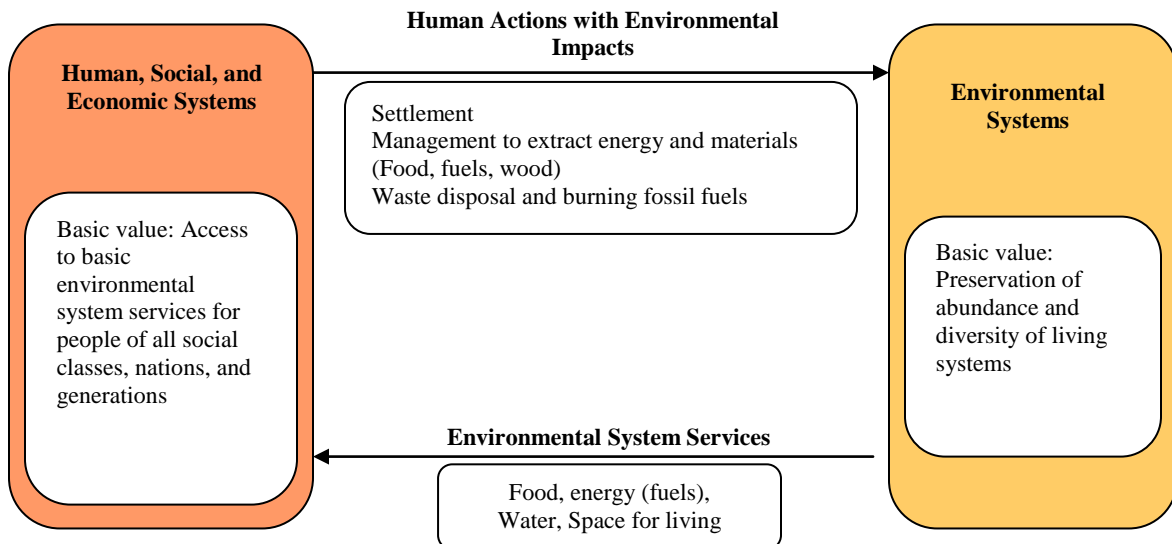 Human Actions with Environmental
Impacts
Human, Social, and
Economic Systems
Settlement
Management to extract energy and materials
(Food, fuels, wood)
Waste disposal and burning fossil fuels
Environmental
Systems
Basic value: Access
to basic
environmental
system services for
people of all social
classes, nations, and
generations
Basic value:
Preservation of
abundance and
diversity of living
systems
Environmental System Services
Food, energy (fuels),
Water, Space for living